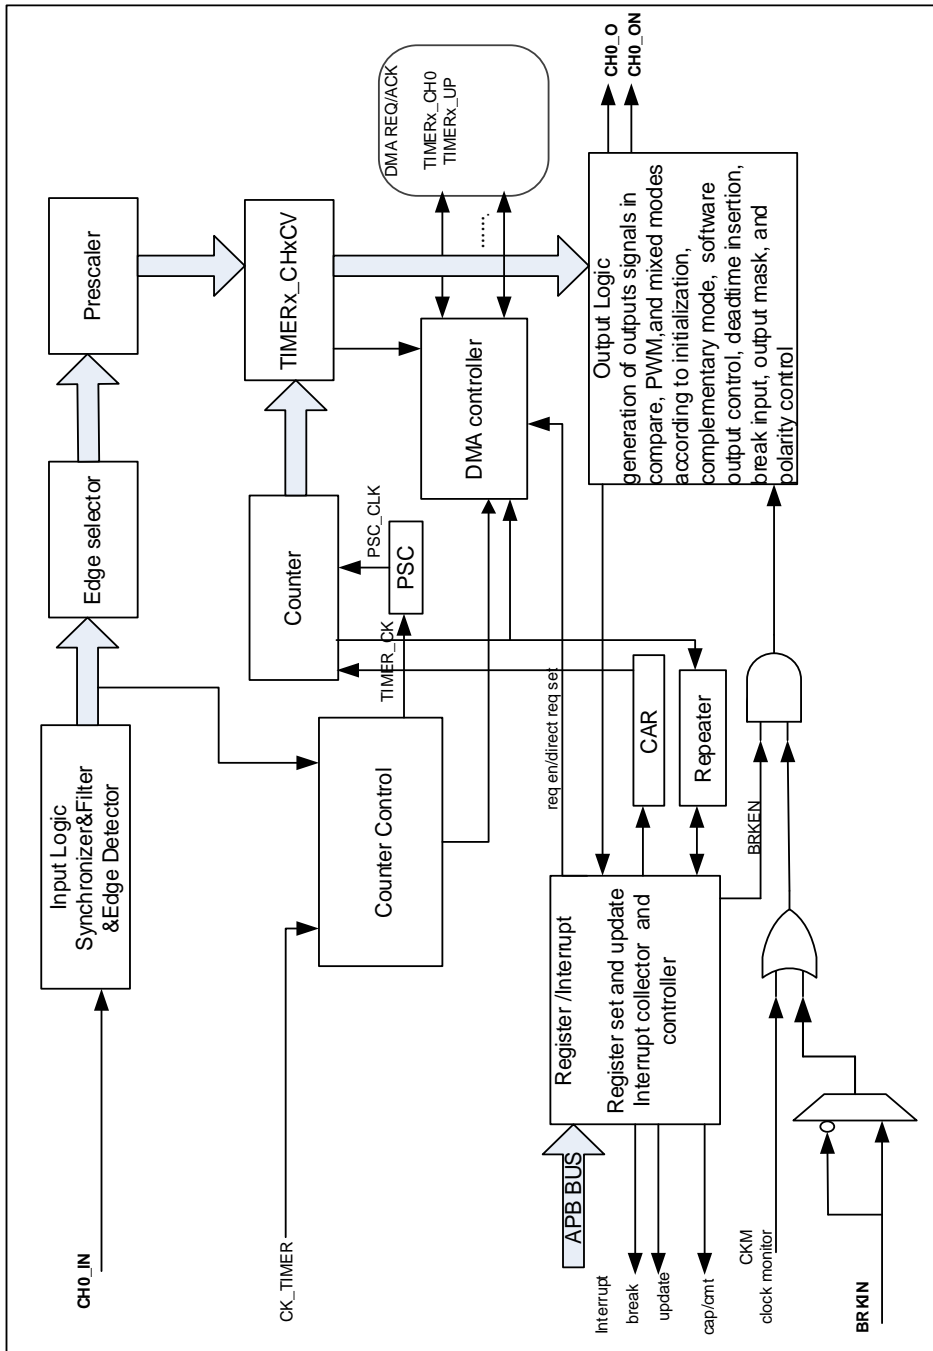 CH0_IN
Input Logic
Synchronizer&Filter
&Edge Detector
Edge selector
Prescaler
CK_TIMER
Counter Control
TIMER_CK
PSC
PSC_CLK
Counter
TIMERx_CHxCV
DMA REQ/ACK
TIMERx_CH0
TIMERx_UP
.......
DMA controller
req en/direct req set
CAR
Repeater
APB BUS
Register /Interrupt
Register set and update
Interrupt collector and
controller
Interrupt
break
update
cap/cmt
Output Logic
generation of outputs signals in
compare, PWM,and mixed modes
according to initialization,
complementary mode, software
output control, deadtime insertion,
break input, output mask, and
polarity control
CH0_O
CH0_ON
BRKEN
CKM
clock monitor
BRKIN